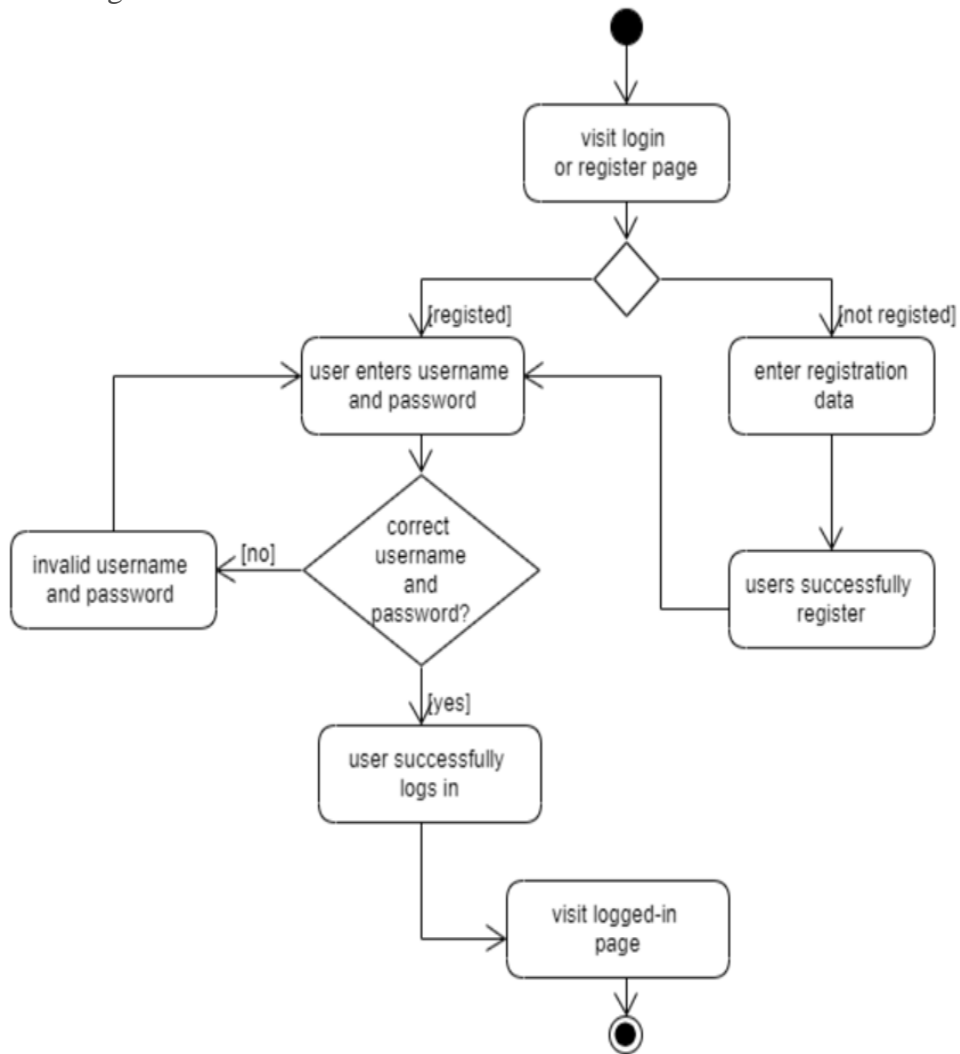 visit login
or register page
[registed]
[not registed]
user enters username
and password
enter registration
data
correct
username
and
password?
[no]
invalid username
and password
users successfully
register
[yes]
user successfully
logs in
visit logged-in
page